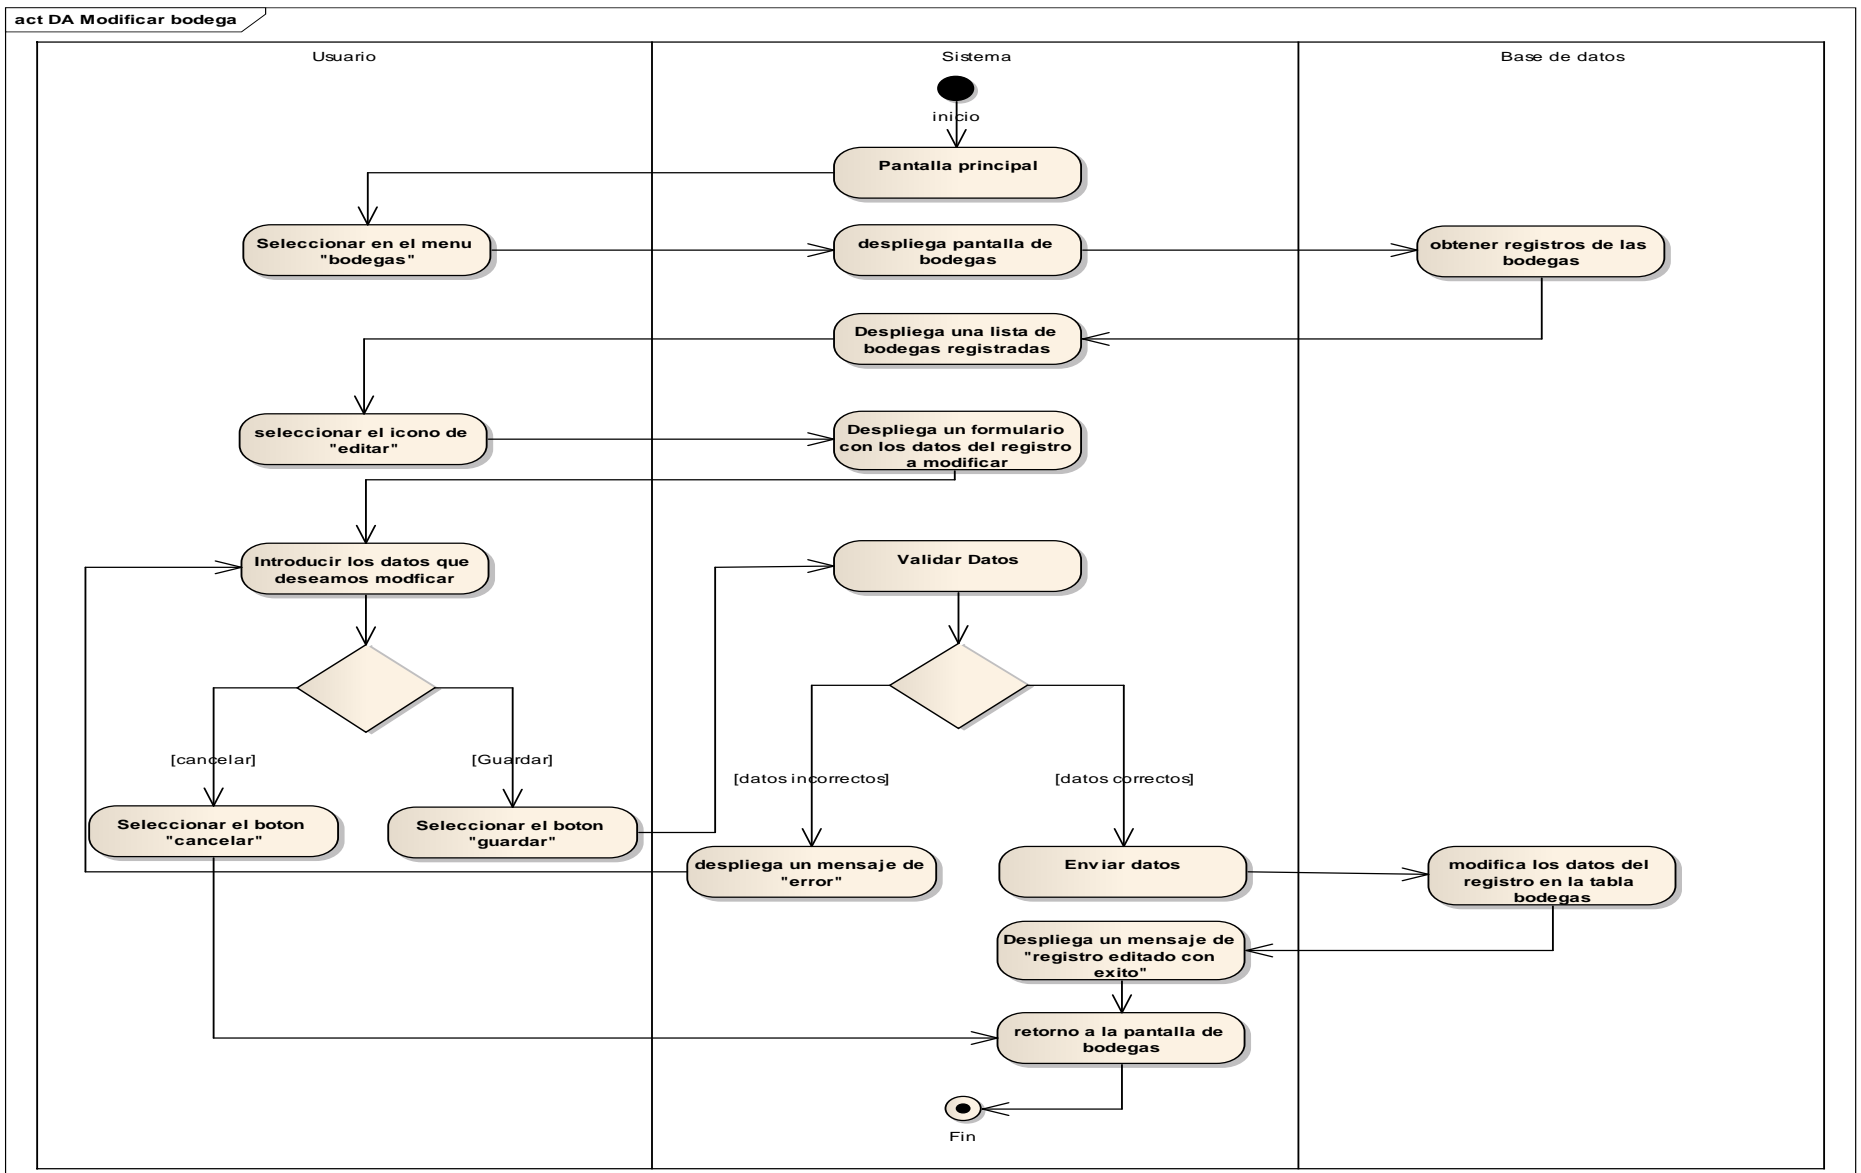 act DA Modificar bodega
Usuario
Sistema
Base de datos
inicio
Pantalla principal
Seleccionar en el menu
"bodegas"
despliega pantalla de
bodegas
obtener registros de las
bodegas
Despliega una lista de
bodegas registradas
seleccionar el icono de
"editar"
Despliega un formulario
con los datos del registro
a modificar
Introducir los datos que
deseamos modficar
Validar Datos
[cancelar]
[Guardar]
[datos incorrectos]
[datos correctos]
Seleccionar el boton
"cancelar"
Seleccionar el boton
"guardar"
despliega un mensaje de
"error"
Enviar datos
modifica los datos del
registro en la tabla
bodegas
Despliega un mensaje de
"registro editado con
exito"
retorno a la pantalla de
bodegas
Fin